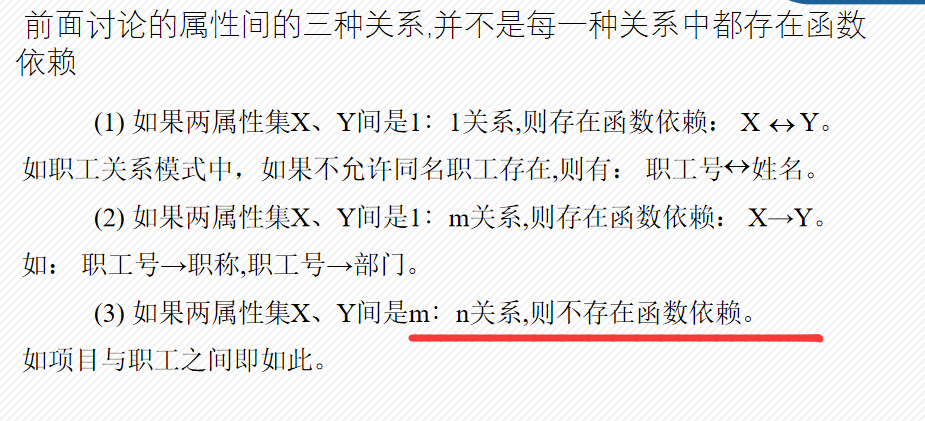 前面讨论的属性间的三种关系,并不是每一种关系中都存在函数
依赖
(1) 如果两属性集X、Y间是1：1关系,则存在函数依赖： X↔Y。
如职工关系模式中，如果不允许同名职工存在,则有： 职工号↔姓名。
(2) 如果两属性集X、Y间是1：m关系,则存在函数依赖： X→Y。
如： 职工号→职称,职工号→部门。
(3) 如果两属性集X、Y间是m：n关系,则不存在函数依赖。
如项目与职工之间即如此。